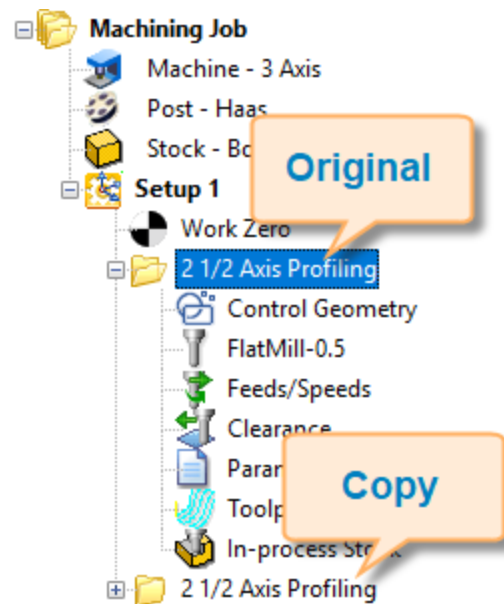 Machining Job
Machine - 3 Axis
Post - Haas
Stock -
Original
Setup 1
Work Zero
2 1/2 Axis Profiling
Control Geometry
FlatMill-0.5
Feeds/Speeds
Clearance
Copy
In-process Stock
2 1/2 Axis Profiling